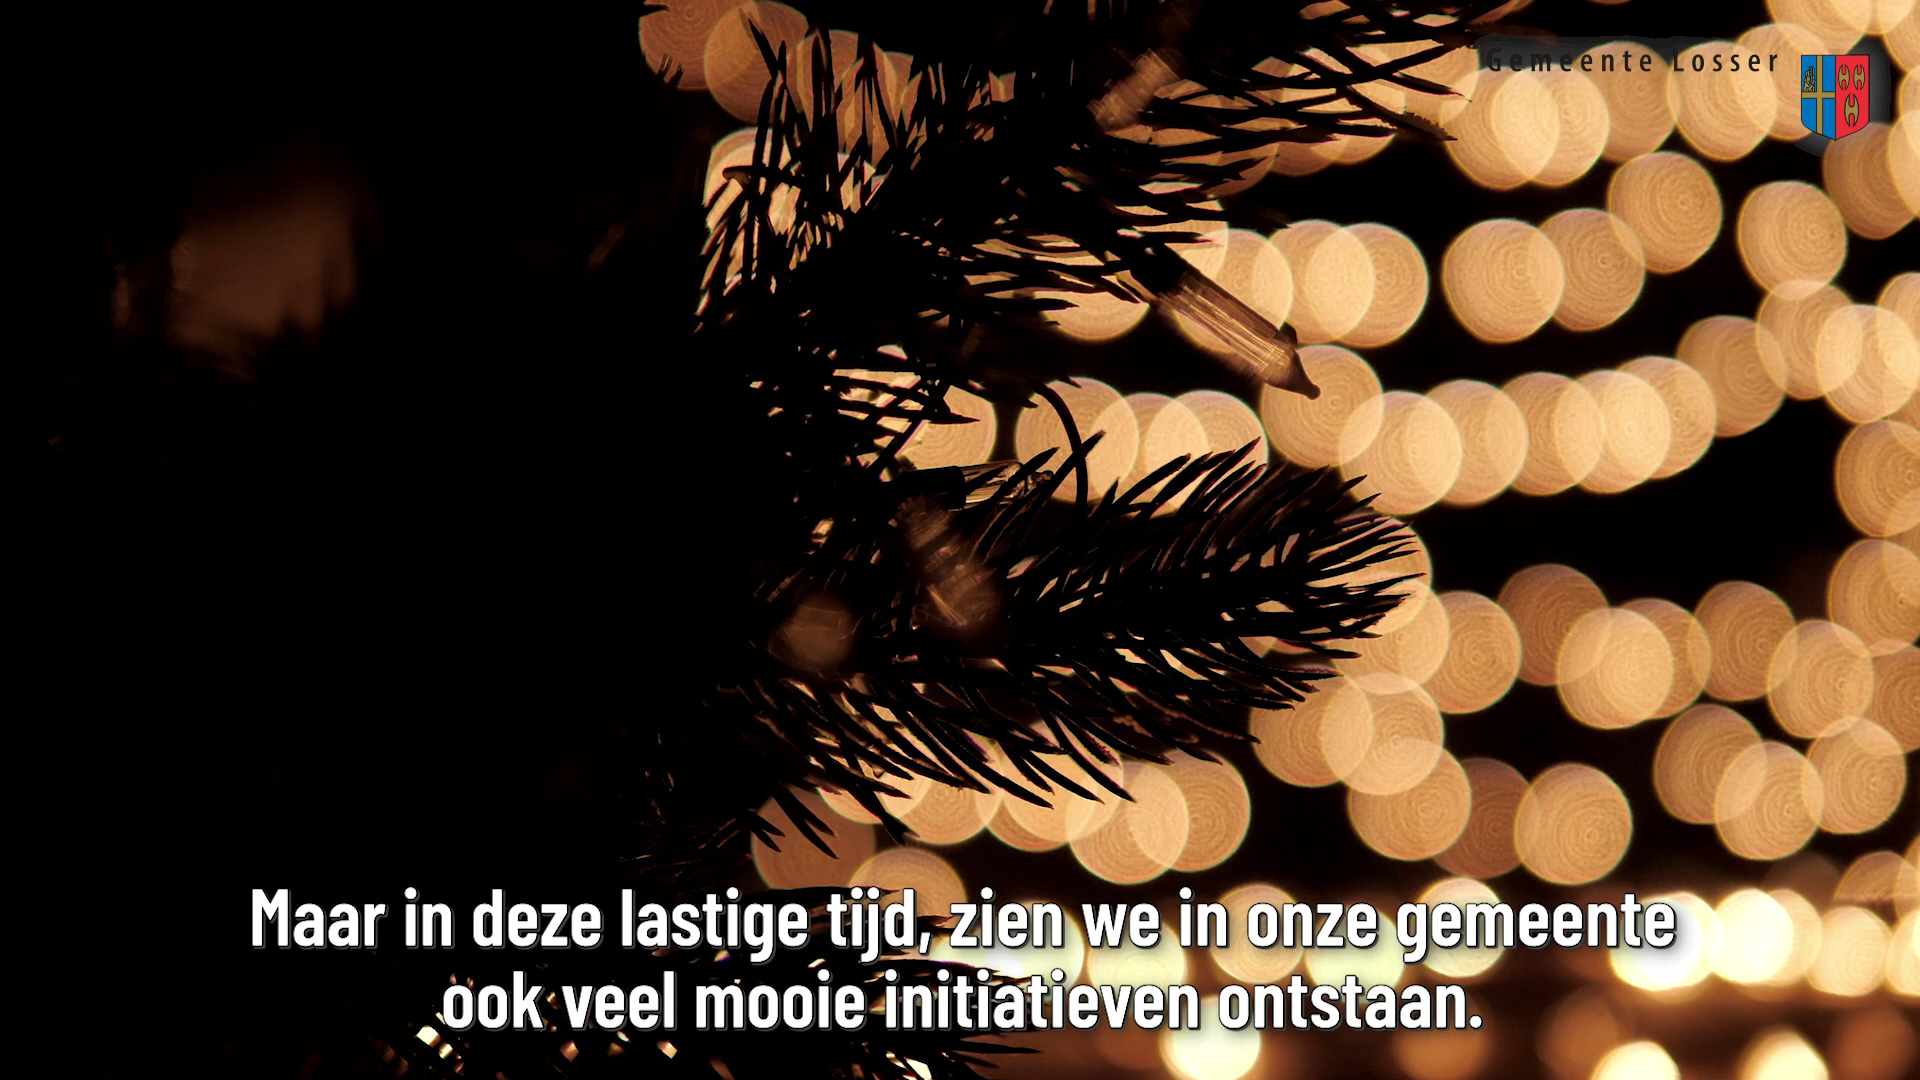 Gemeente Losser
Maar in deze lastige tijd, zien we in onze gemeente
ook veel mooie initiatieven ontstaan.